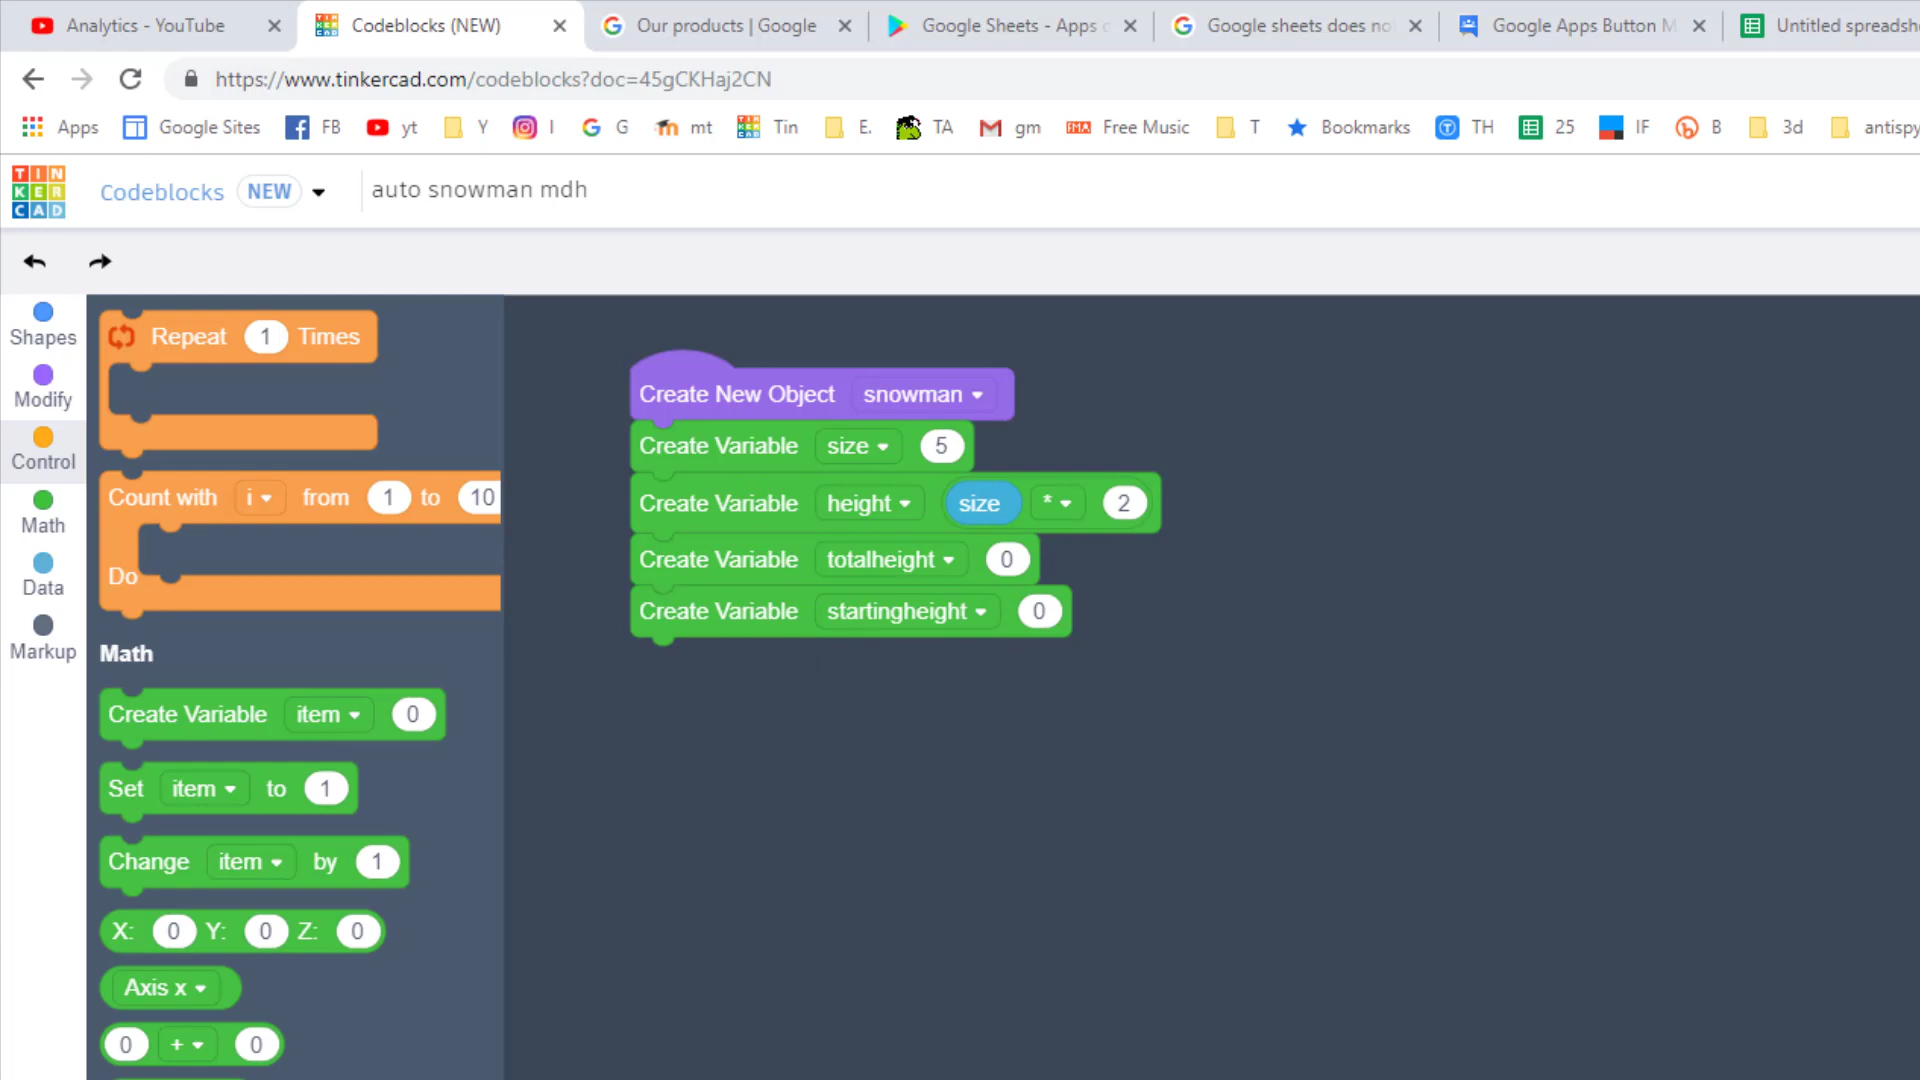 Analytics - YouTube
Codeblocks (NEW)
Our products | Google
Google Sheets - Apps
Google sheets does no
Google Apps Button M
Untitled spreadsh
https://www.tinkercad.com/codeblocks?doc=45gCKHaj2CN
Apps Google Sites FB yt Y I G mt Tin E. TA gm Free Music T Bookmarks TH 25 IF B 3d antispy
TINKERCAD
Codeblocks NEW auto snowman mdh
Shapes
Modify
Control
Math
Data
Markup
Repeat 1 Times
Count with i from 1 to 10
Do
Math
Create Variable item 0
Set item to 1
Change item by 1
X: 0 Y: 0 Z: 0
Axis x
0 + 0
Create New Object snowman
Create Variable size 5
Create Variable height size * 2
Create Variable totalheight 0
Create Variable startingheight 0